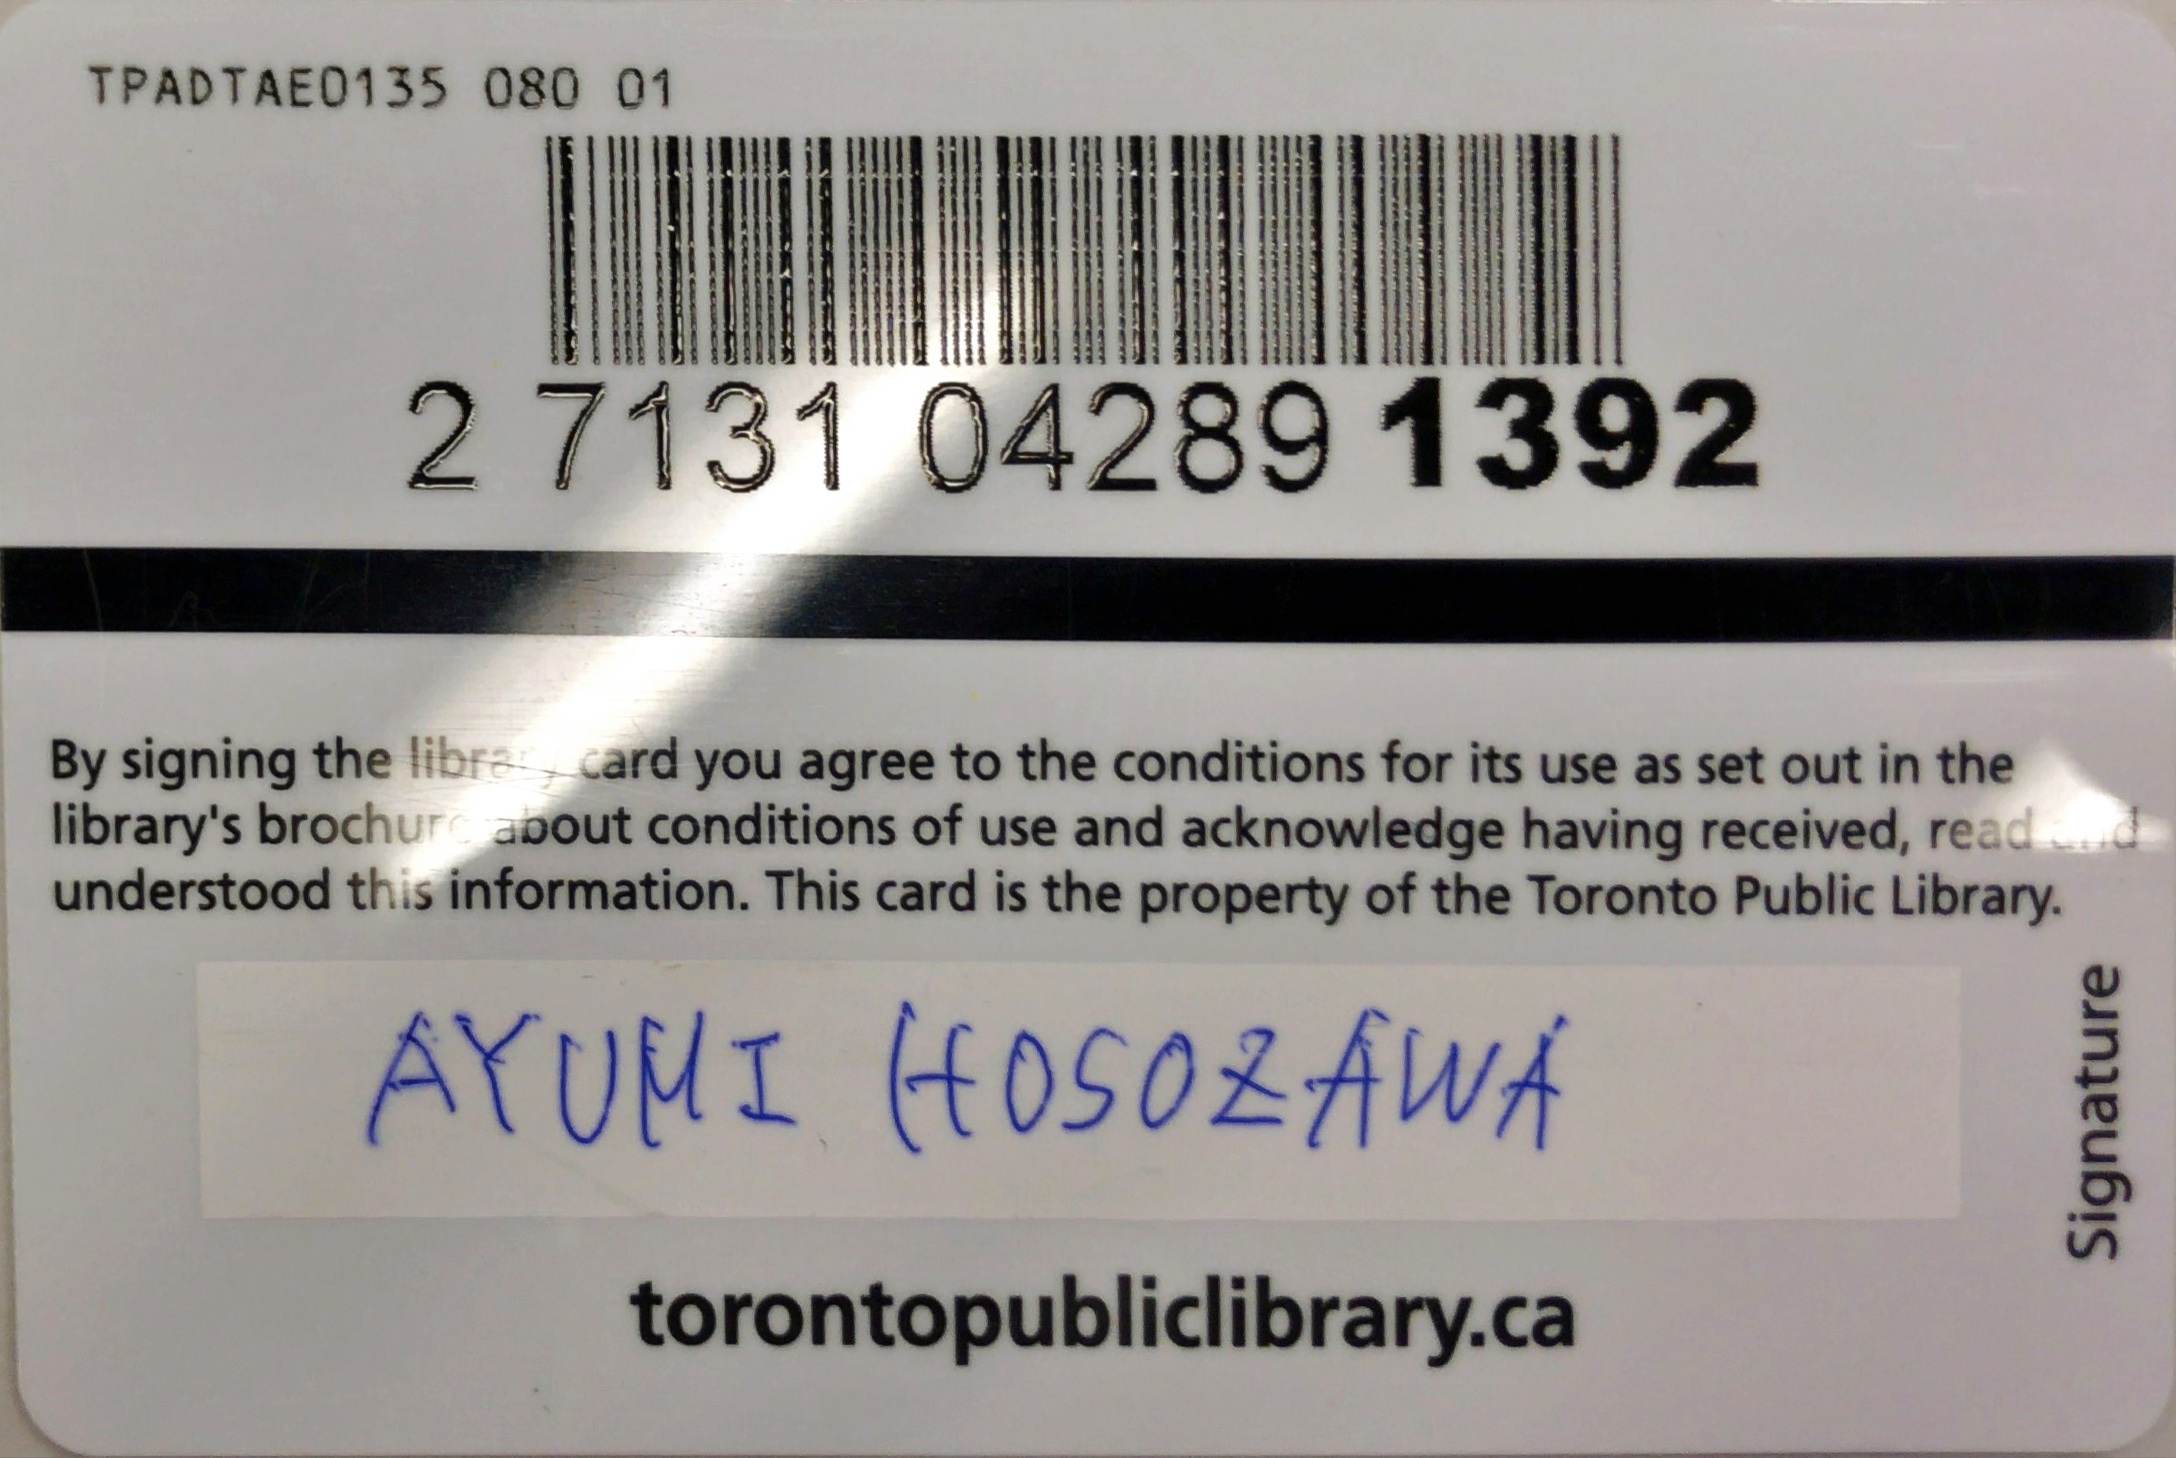 TPADTAE0135 080 01
2 7131 04289 1392
By signing the library card you agree to the conditions for its use as set out in the
library's brochure about conditions of use and acknowledge having received, read and
understood this information. This card is the property of the Toronto Public Library.
AYUMI HOSOZAWA
Signature
torontopubliclibrary.ca